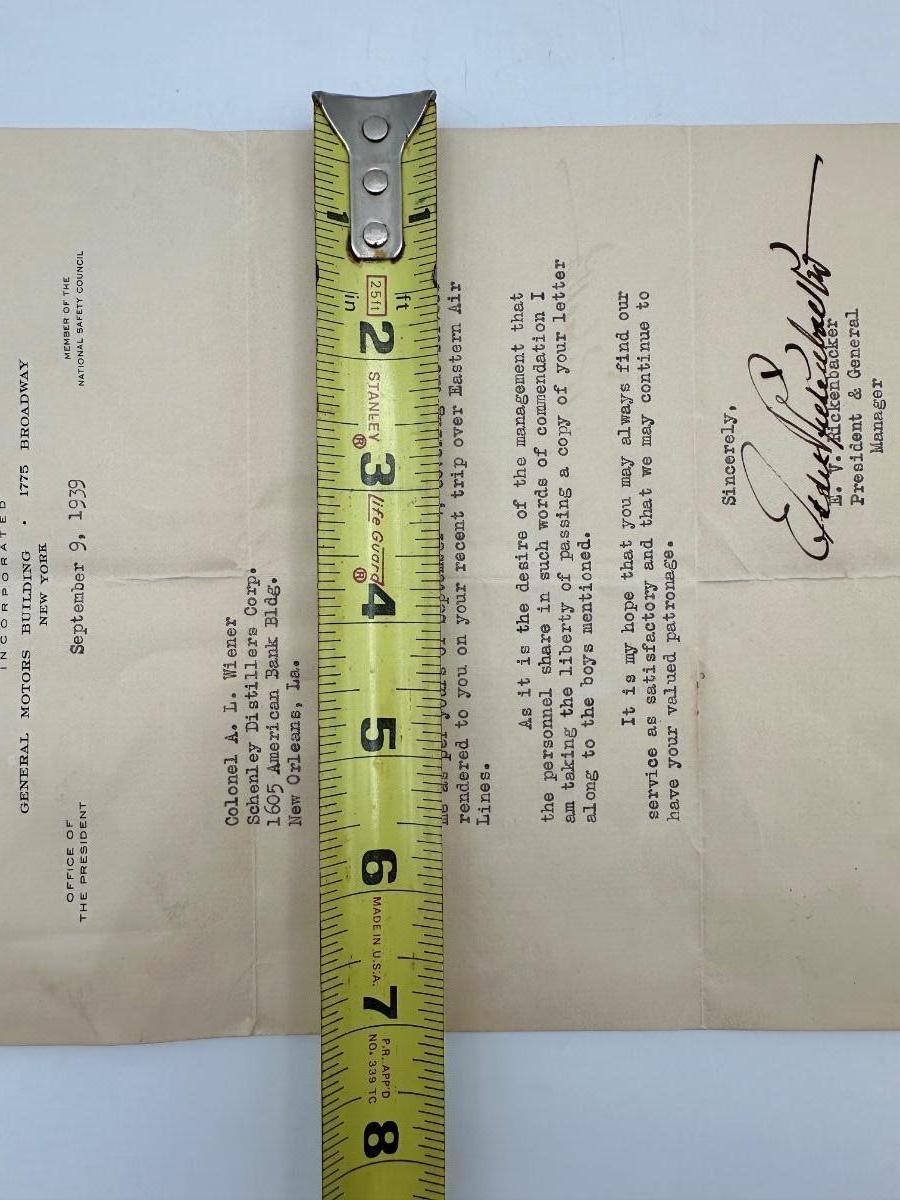 INCORPORATED
GENERAL MOTORS BUILDING · 1775 BROADWAY
NEW YORK
OFFICE OF
THE PRESIDENT
MEMBER OF THE
NATIONAL SAFETY COUNCIL
September 9, 1939
Colonel A. L. Wiener
Schenley Distillers Corp.
1605 American Bank Bldg.
New Orleans, La.
rendered to you on your recent trip over Eastern Air
Lines.
As it is the desire of the management that
the personnel share in such words of commendation I
am taking the liberty of passing a copy of your letter
along to the boys mentioned.
It is my hope that you may always find our
service as satisfactory and that we may continue to
have your valued patronage.
Sincerely,
E. V. Rickenbacker
President & General
Manager
1 1
25ft
ft
in
2
STANLEY®
3
life Guard®
4
5
6
MADE IN U.S.A.
7
P.R. APP'D
NO. 339 TC
8